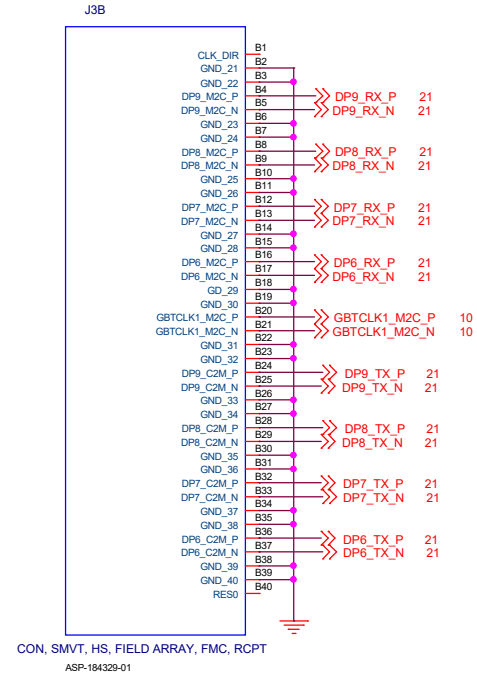 J3B
CLK_DIR B1
GND_21 B2
GND_22 B3
DP9_M2C_P B4 DP9_RX_P 21
DP9_M2C_N B5 DP9_RX_N 21
GND_23 B6
GND_24 B7
DP8_M2C_P B8 DP8_RX_P 21
DP8_M2C_N B9 DP8_RX_N 21
GND_25 B10
GND_26 B11
DP7_M2C_P B12 DP7_RX_P 21
DP7_M2C_N B13 DP7_RX_N 21
GND_27 B14
GND_28 B15
DP6_M2C_P B16 DP6_RX_P 21
DP6_M2C_N B17 DP6_RX_N 21
GD_29 B18
GND_30 B19
GBTCLK1_M2C_P B20 GBTCLK1_M2C_P 10
GBTCLK1_M2C_N B21 GBTCLK1_M2C_N 10
GND_31 B22
GND_32 B23
DP9_C2M_P B24 DP9_TX_P 21
DP9_C2M_N B25 DP9_TX_N 21
GND_33 B26
GND_34 B27
DP8_C2M_P B28 DP8_TX_P 21
DP8_C2M_N B29 DP8_TX_N 21
GND_35 B30
GND_36 B31
DP7_C2M_P B32 DP7_TX_P 21
DP7_C2M_N B33 DP7_TX_N 21
GND_37 B34
GND_38 B35
DP6_C2M_P B36 DP6_TX_P 21
DP6_C2M_N B37 DP6_TX_N 21
GND_39 B38
GND_40 B39
RES0 B40
CON, SMVT, HS, FIELD ARRAY, FMC, RCPT
ASP-184329-01